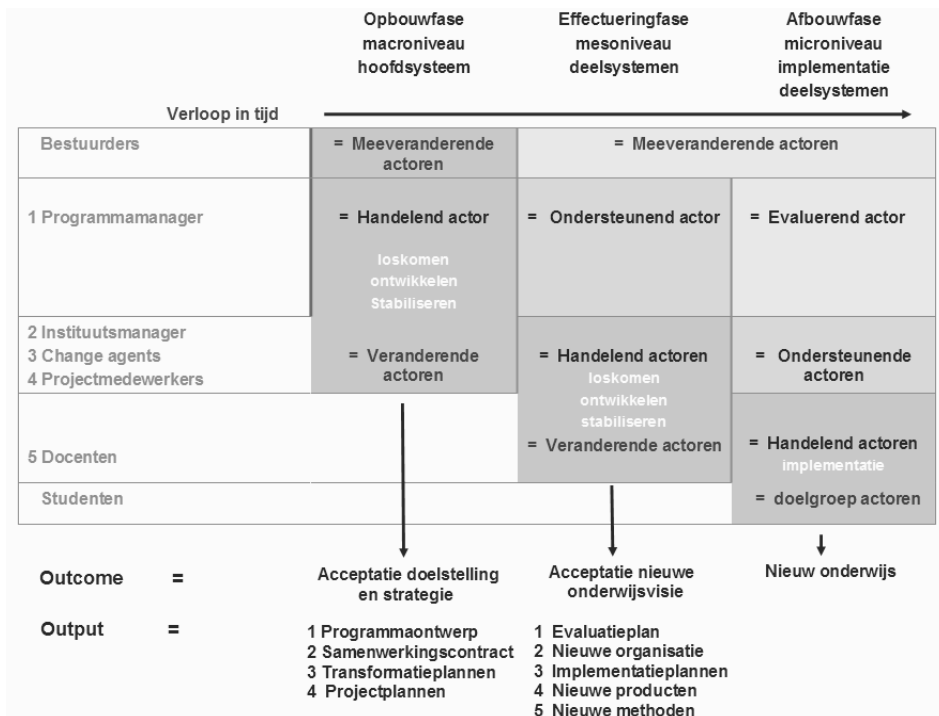 Opbouwfase
macroniveau
hoofdsysteem
Effectueringfase
mesoniveau
deelsystemen
Afbouwfase
microniveau
implementatie
deelsystemen
Verloop in tijd
Bestuurders
= Meeveranderende
actoren
= Meeveranderende actoren
1 Programmamanager
= Handelend actor
loskomen
ontwikkelen
Stabiliseren
= Ondersteunend actor
= Evaluerend actor
2 Instituutsmanager
3 Change agents
4 Projectmedewerkers
= Veranderende
actoren
= Handelend actoren
loskomen
ontwikkelen
stabiliseren
= Veranderende actoren
= Ondersteunende
actoren
5 Docenten
= Handelend actoren
implementatie
Studenten
= doelgroep actoren
Outcome =
Acceptatie doelstelling
en strategie
Acceptatie nieuwe
onderwijsvisie
Nieuw onderwijs
Output =
1 Programmaontwerp
2 Samenwerkingscontract
3 Transformatieplannen
4 Projectplannen
1 Evaluatieplan
2 Nieuwe organisatie
3 Implementatieplannen
4 Nieuwe producten
5 Nieuwe methoden